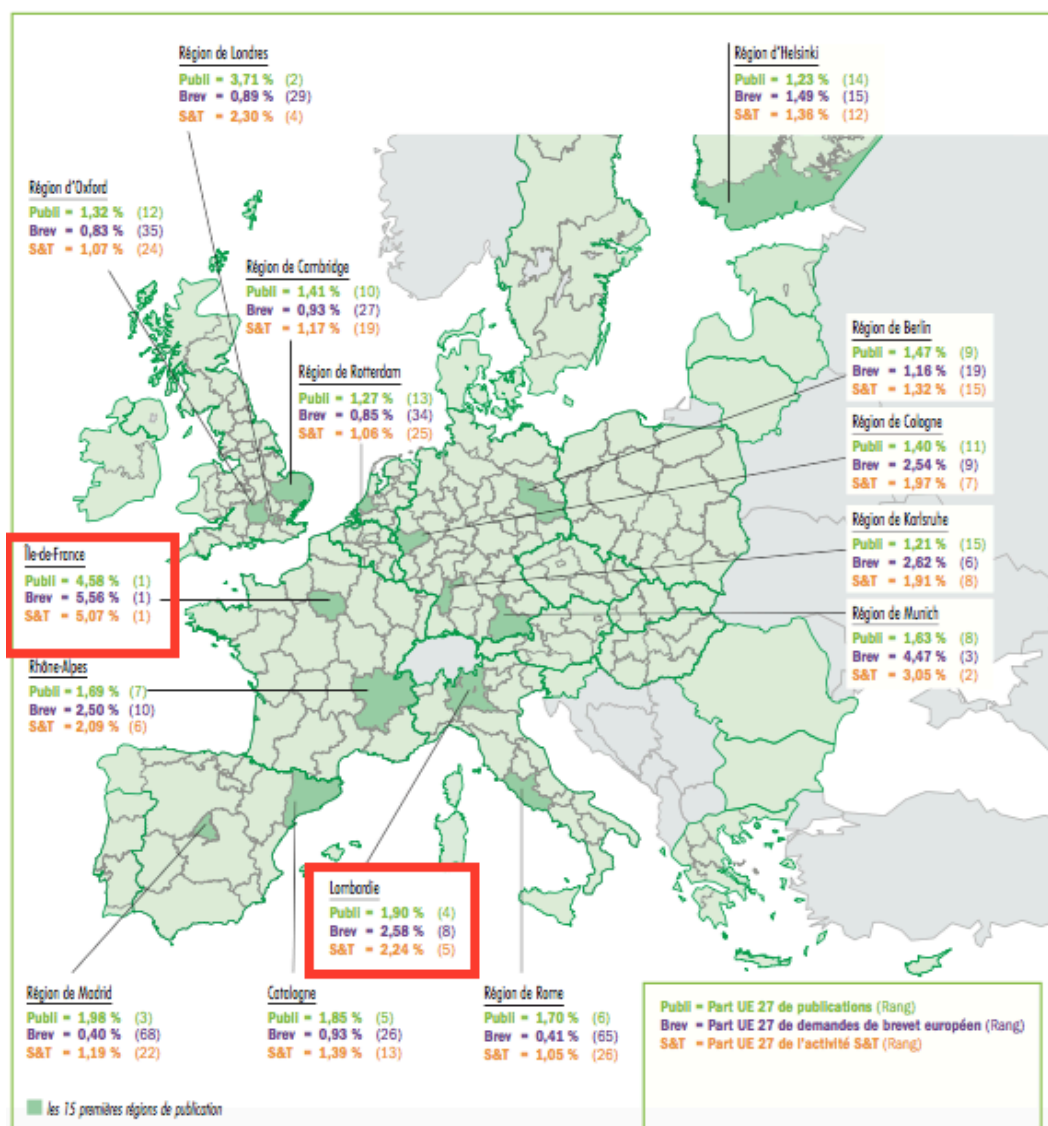 Région de Londres
Publi = 3,71 % (2)
Brev = 0,89 % (29)
S&T = 2,30 % (4)
Région d'Helsinki
Publi = 1,23 % (14)
Brev = 1,49 % (15)
S&T = 1,36 % (12)
Région d'Oxford
Publi = 1,32 % (12)
Brev = 0,83 % (35)
S&T = 1,07 % (24)
Région de Cambridge
Publi = 1,41 % (10)
Brev = 0,93 % (27)
S&T = 1,17 % (19)
Région de Rotterdam
Publi = 1,27 % (13)
Brev = 0,85 % (34)
S&T = 1,06 % (25)
Région de Berlin
Publi = 1,47 % (9)
Brev = 1,16 % (19)
S&T = 1,32 % (15)
Région de Cologne
Publi = 1,40 % (11)
Brev = 2,54 % (9)
S&T = 1,97 % (7)
Région de Karlsruhe
Publi = 1,21 % (15)
Brev = 2,62 % (6)
S&T = 1,91 % (8)
Région de Munich
Publi = 1,63 % (8)
Brev = 4,47 % (3)
S&T = 3,05 % (2)
Île-de-France
Publi = 4,58 % (1)
Brev = 5,56 % (1)
S&T = 5,07 % (1)
Rhône-Alpes
Publi = 1,69 % (7)
Brev = 2,50 % (10)
S&T = 2,09 % (6)
Lombardie
Publi = 1,90 % (4)
Brev = 2,58 % (8)
S&T = 2,24 % (5)
Région de Madrid
Publi = 1,98 % (3)
Brev = 0,40 % (68)
S&T = 1,19 % (22)
Catalogne
Publi = 1,85 % (5)
Brev = 0,93 % (26)
S&T = 1,39 % (13)
Région de Rome
Publi = 1,70 % (6)
Brev = 0,41 % (65)
S&T = 1,05 % (26)
Publi = Part UE 27 de publications (Rang)
Brev = Part UE 27 de demandes de brevet européen (Rang)
S&T = Part UE 27 de l'activité S&T (Rang)
les 15 premières régions de publication